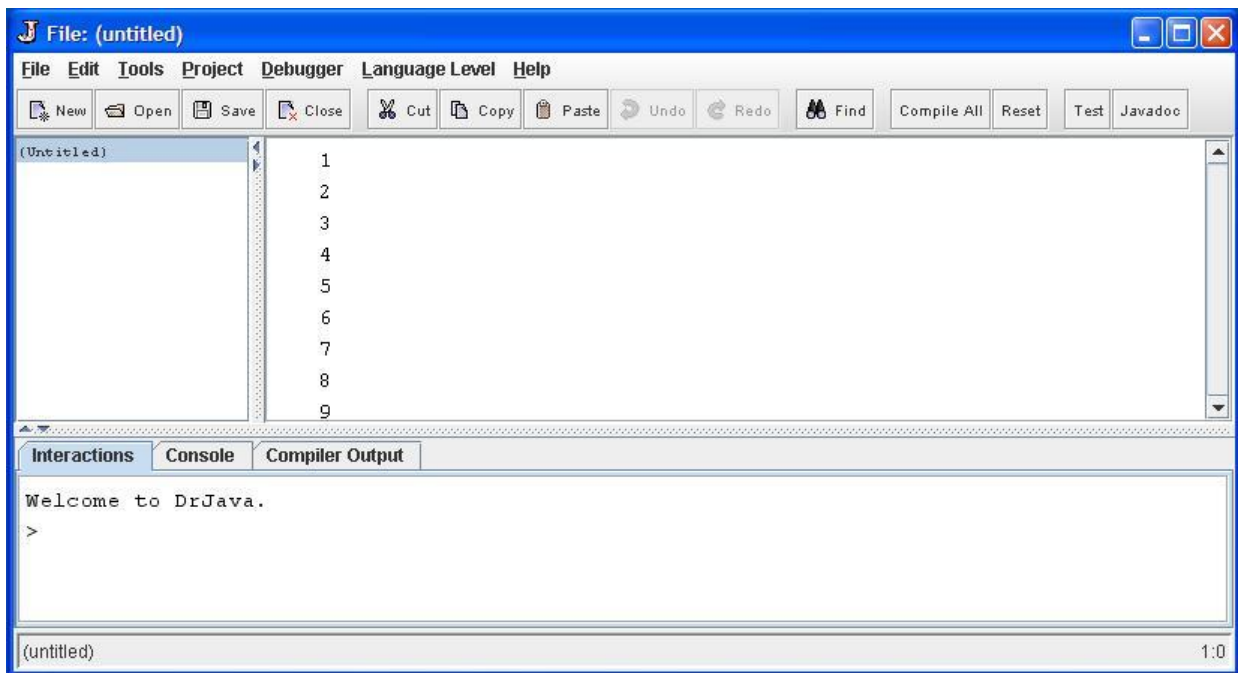 File: (untitled)
File Edit Tools Project Debugger Language Level Help
New Open Save Close Cut Copy Paste Undo Redo Find Compile All Reset Test Javadoc
(Untitled)
1
2
3
4
5
6
7
8
9
Interactions Console Compiler Output
Welcome to DrJava.
>
(untitled) 1:0